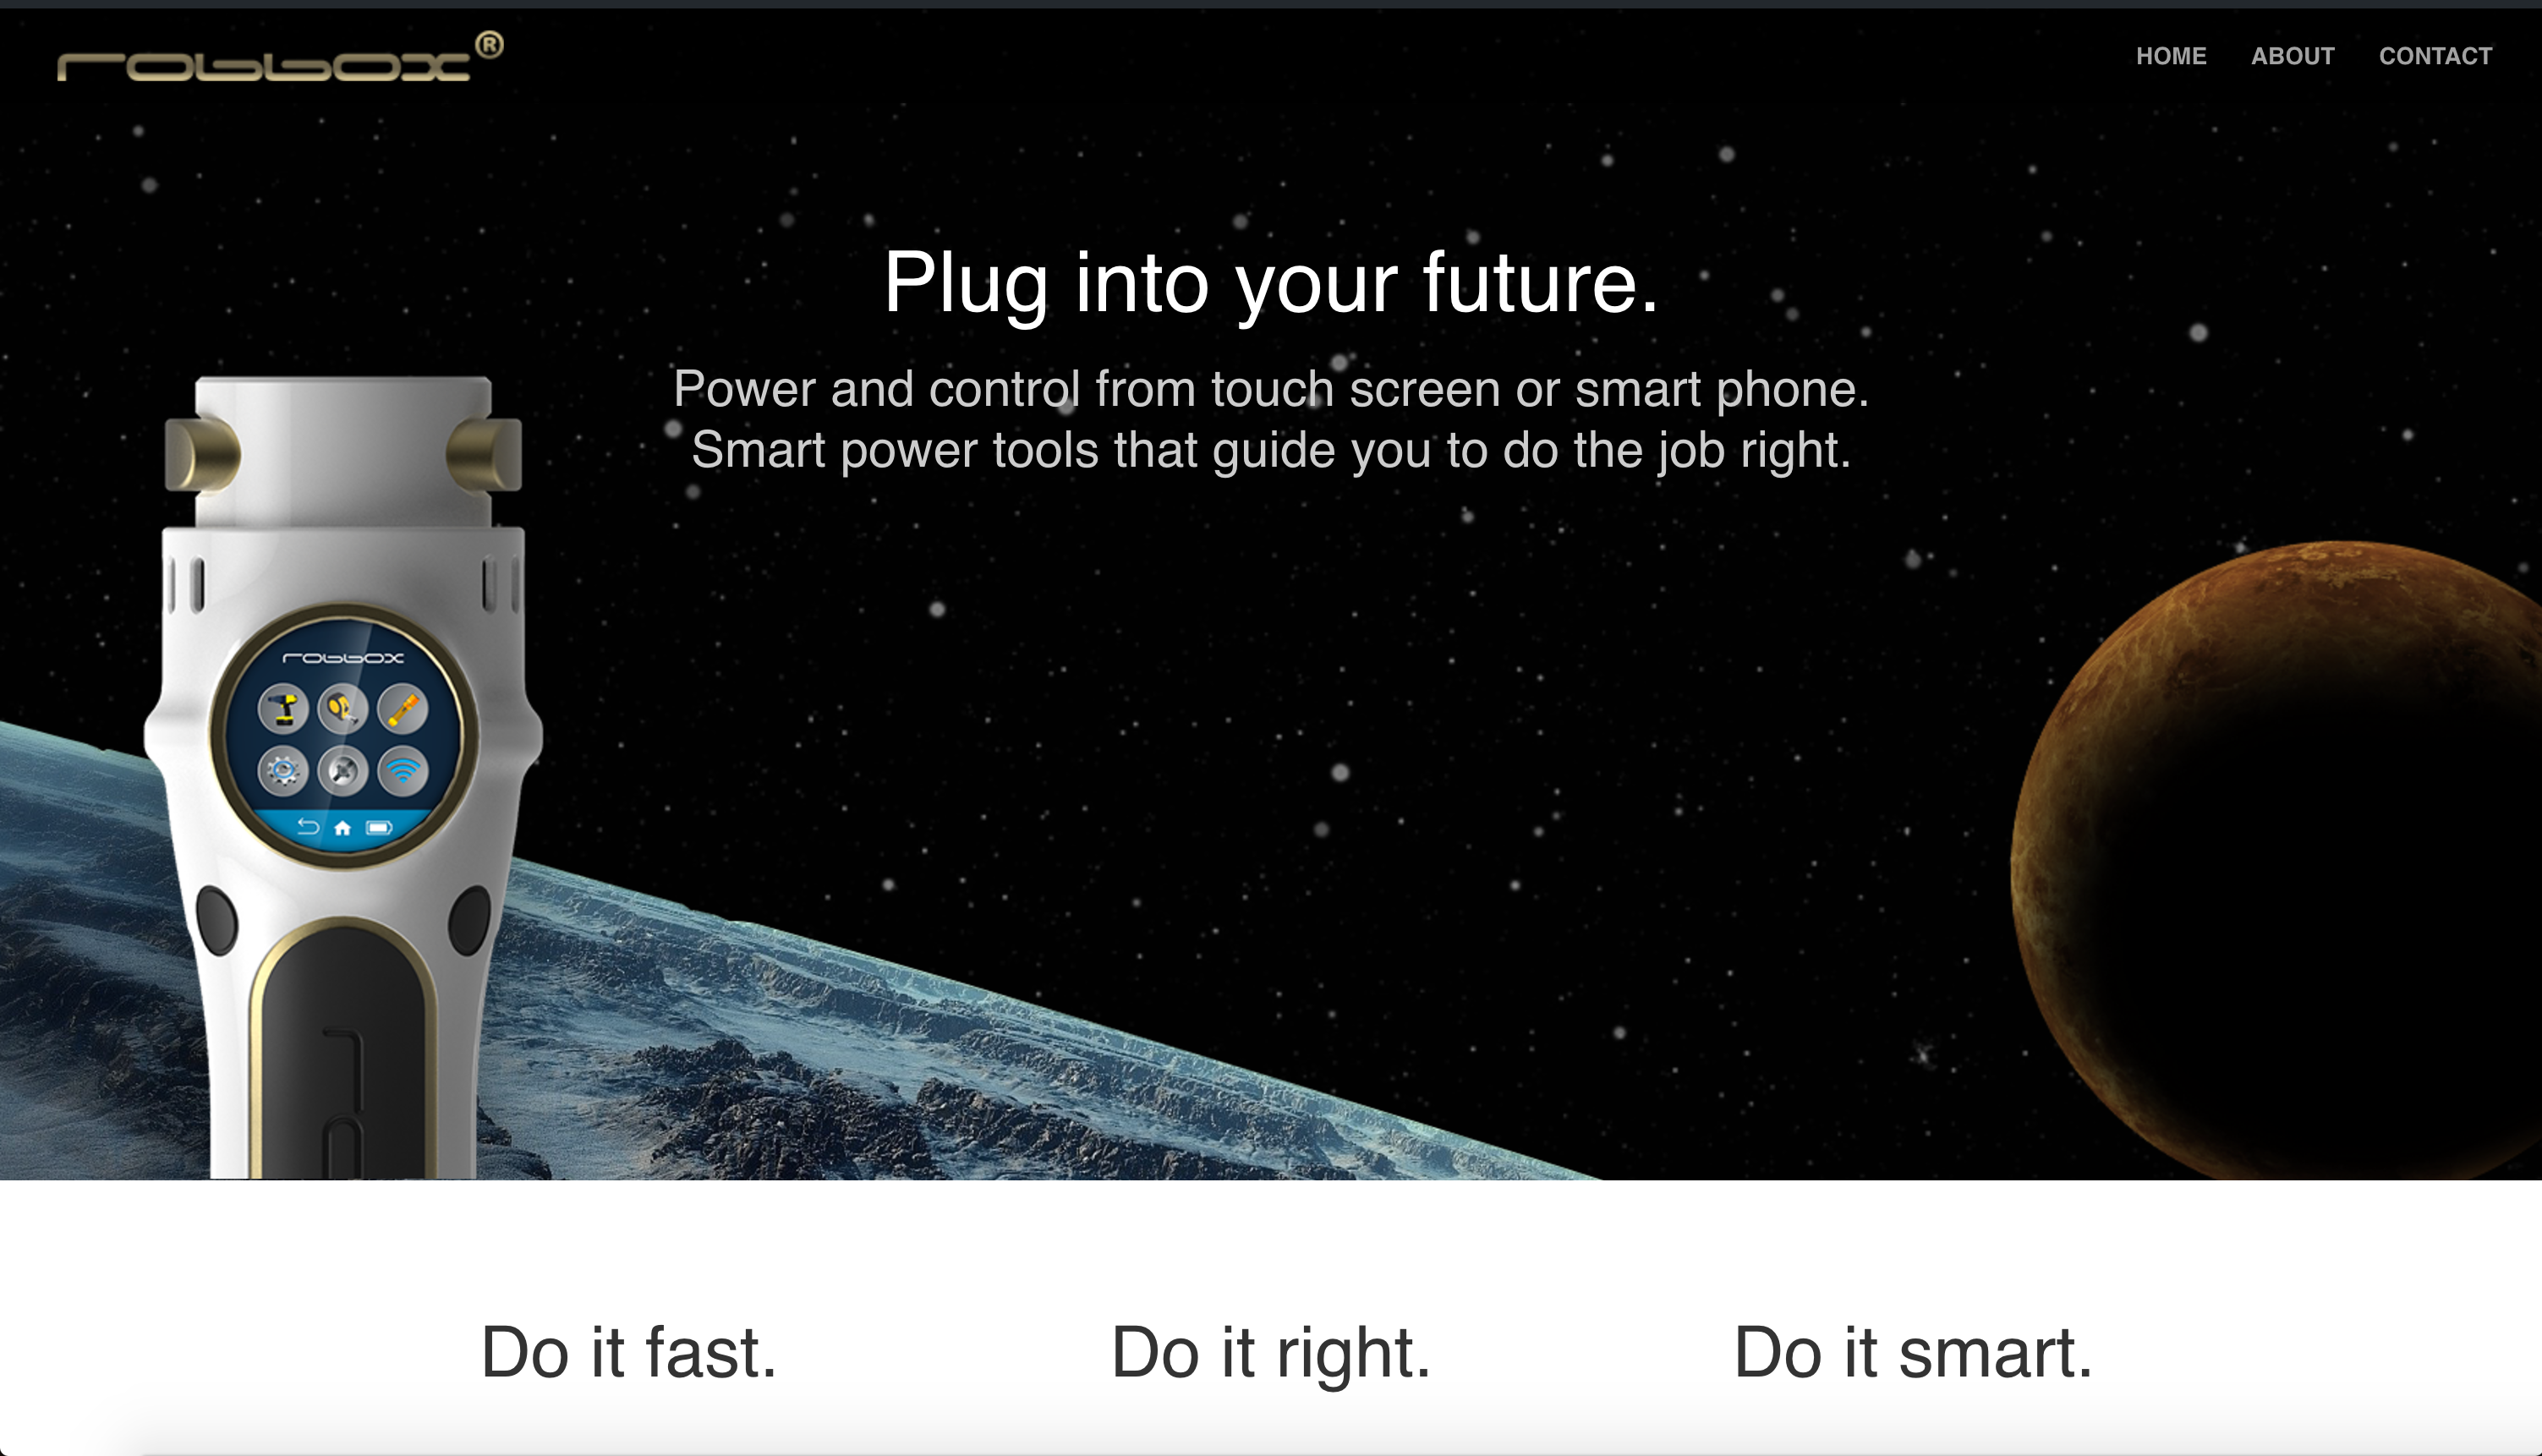 robbox®
HOME ABOUT CONTACT
Plug into your future.
Power and control from touch screen or smart phone.
Smart power tools that guide you to do the job right.
robbox
Do it fast. Do it right. Do it smart.